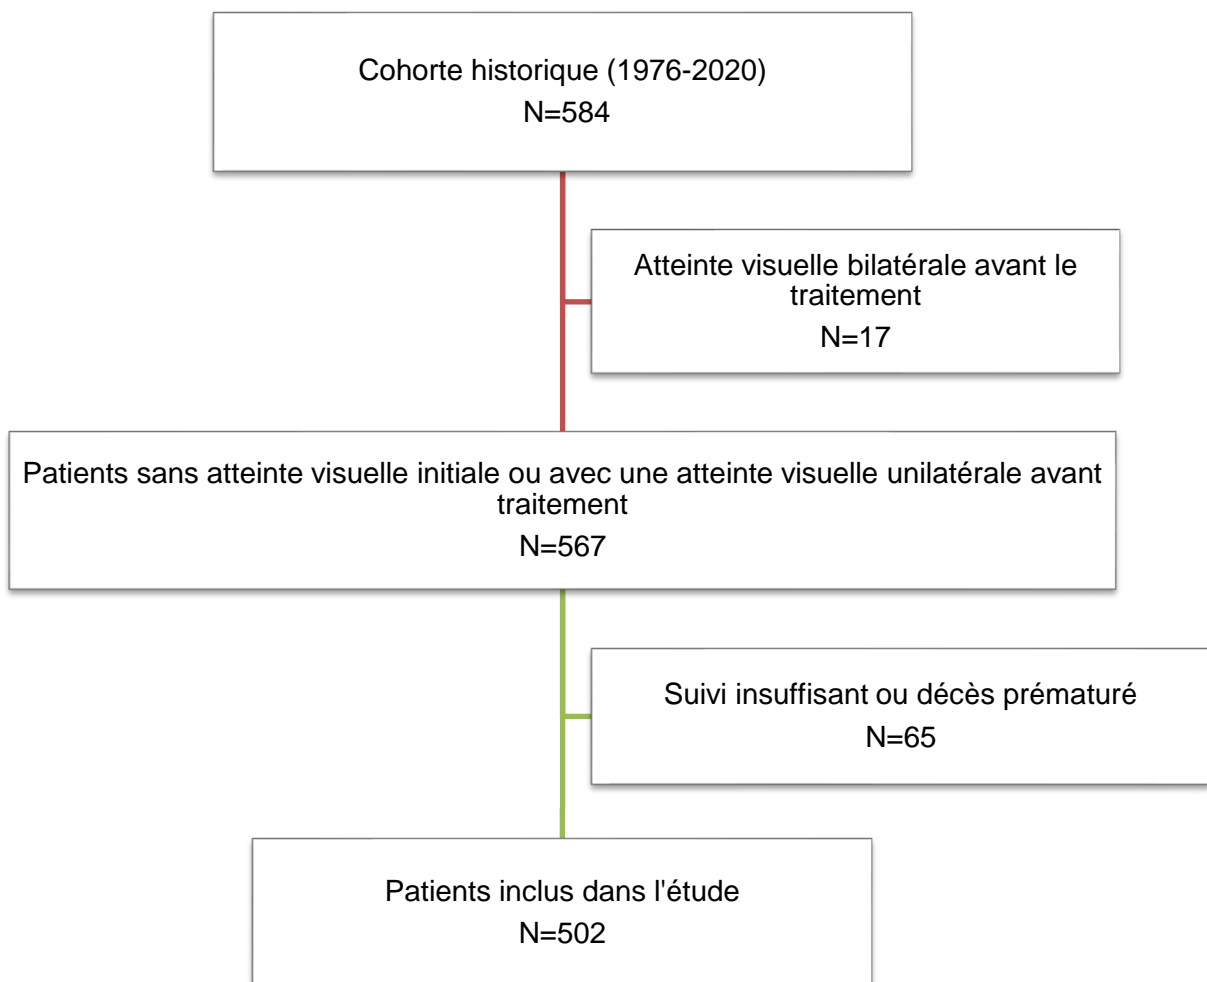 Cohorte historique (1976-2020)
N=584
Atteinte visuelle bilatérale avant le
traitement
N=17
Patients sans atteinte visuelle initiale ou avec une atteinte visuelle unilatérale avant
traitement
N=567
Suivi insuffisant ou décès prématuré
N=65
Patients inclus dans l'étude
N=502